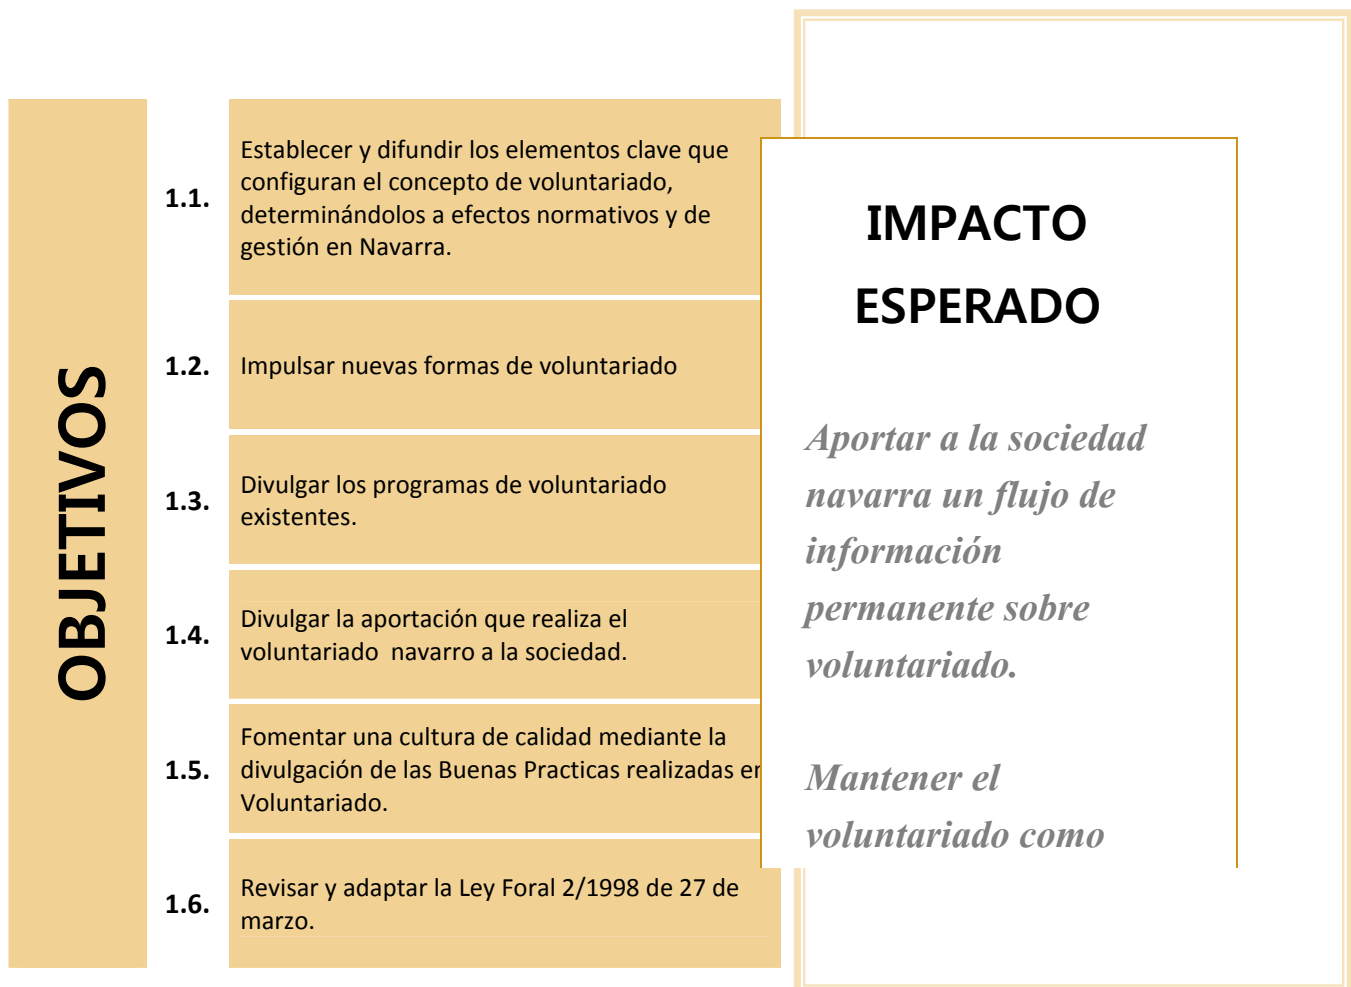 OBJETIVOS
1.1.
Establecer y difundir los elementos clave que
configuran el concepto de voluntariado,
determinándolos a efectos normativos y de
gestión en Navarra.
1.2.
Impulsar nuevas formas de voluntariado
1.3.
Divulgar los programas de voluntariado
existentes.
1.4.
Divulgar la aportación que realiza el
voluntariado  navarro a la sociedad.
1.5.
Fomentar una cultura de calidad mediante la
divulgación de las Buenas Practicas realizadas en
Voluntariado.
1.6.
Revisar y adaptar la Ley Foral 2/1998 de 27 de
marzo.
IMPACTO
ESPERADO
Aportar a la sociedad
navarra un flujo de
información
permanente sobre
voluntariado.
Mantener el
voluntariado como